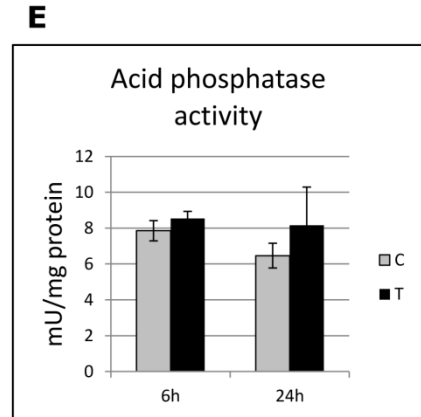 E
Acid phosphatase
activity
mU/mg protein
12
10
8
6
4
2
0
6h
24h
C
T